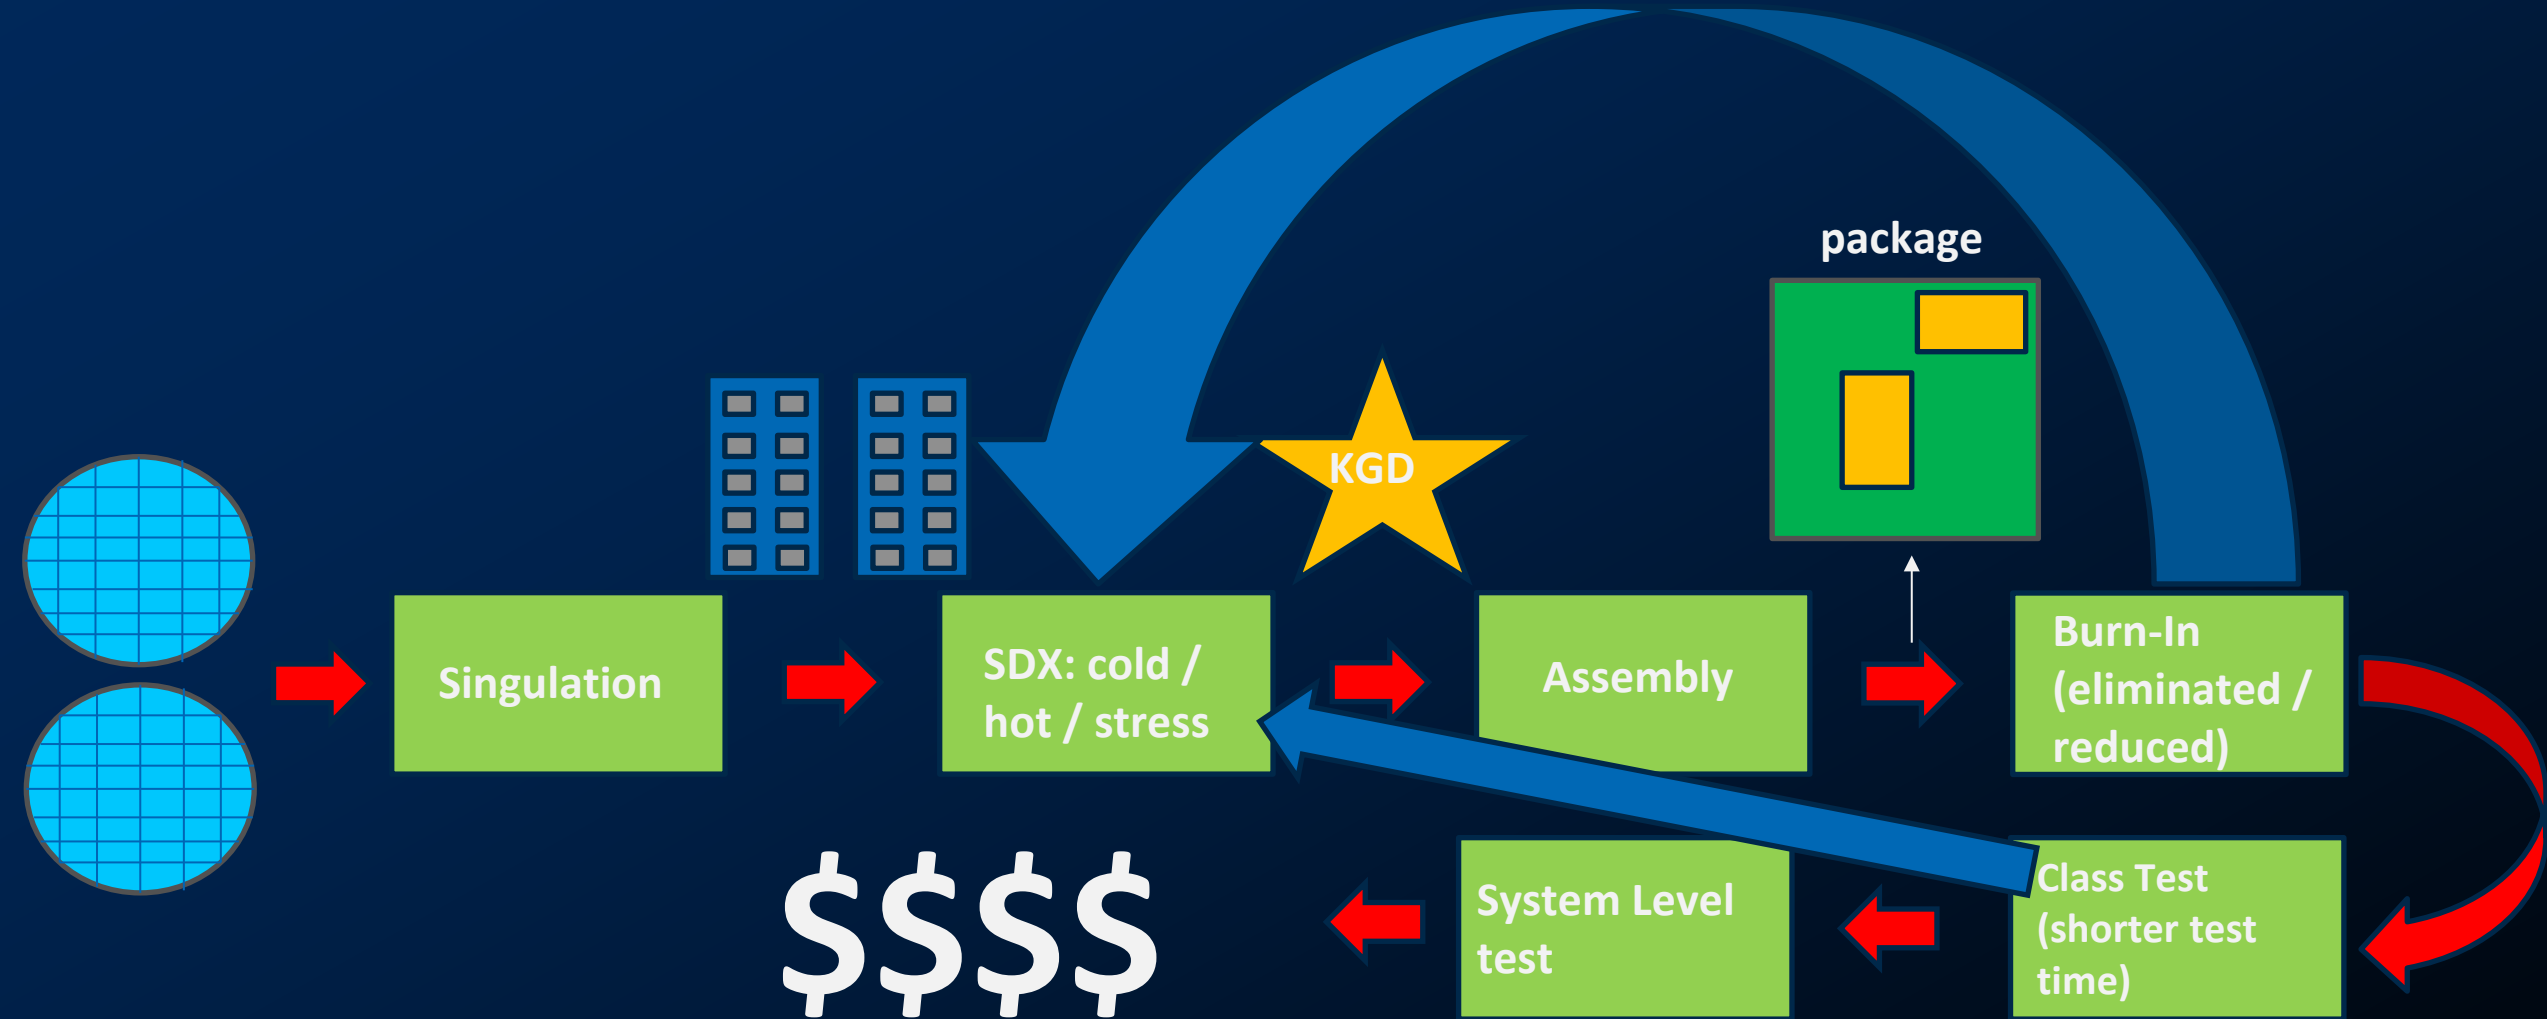 package
KGD
Singulation
SDX: cold /
hot / stress
Assembly
Burn-In
(eliminated /
reduced)
$$$$
System Level
test
Class Test
(shorter test
time)